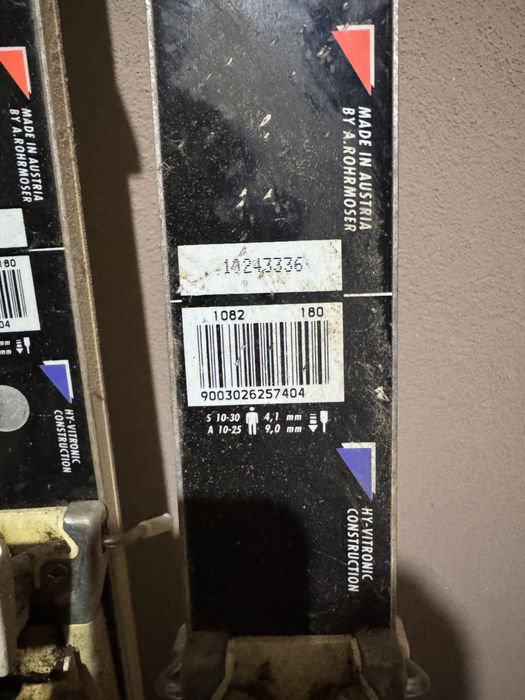 MADE IN AUSTRIA
BY A.ROHRMOSER
180
04
HY-VITRONIC
CONSTRUCTION
MADE IN AUSTRIA
BY A.ROHRMOSER
14243336
1082 180
9003026257404
S 10-30 4,1 mm
A 10-25 9,0 mm
HY-VITRONIC
CONSTRUCTION